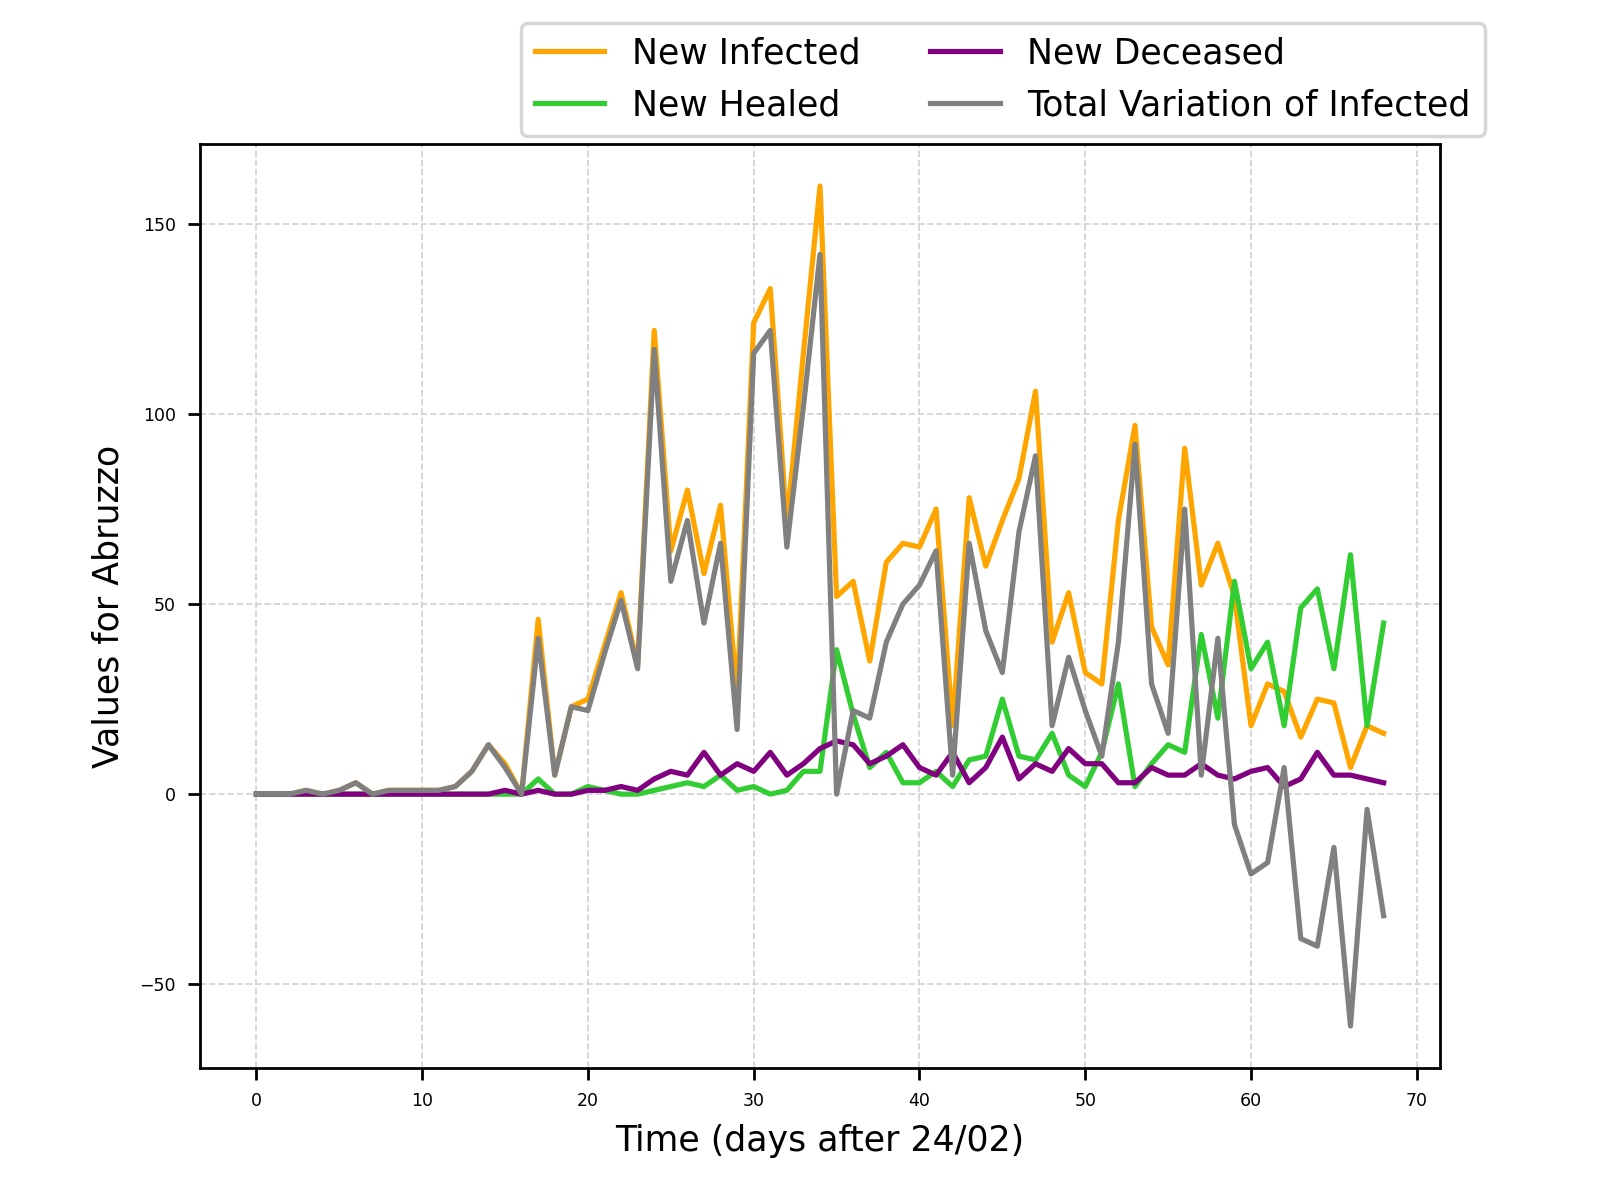 New Infected
New Healed
New Deceased
Total Variation of Infected
Values for Abruzzo
150
100
50
0
−50
0 10 20 30 40 50 60 70
Time (days after 24/02)